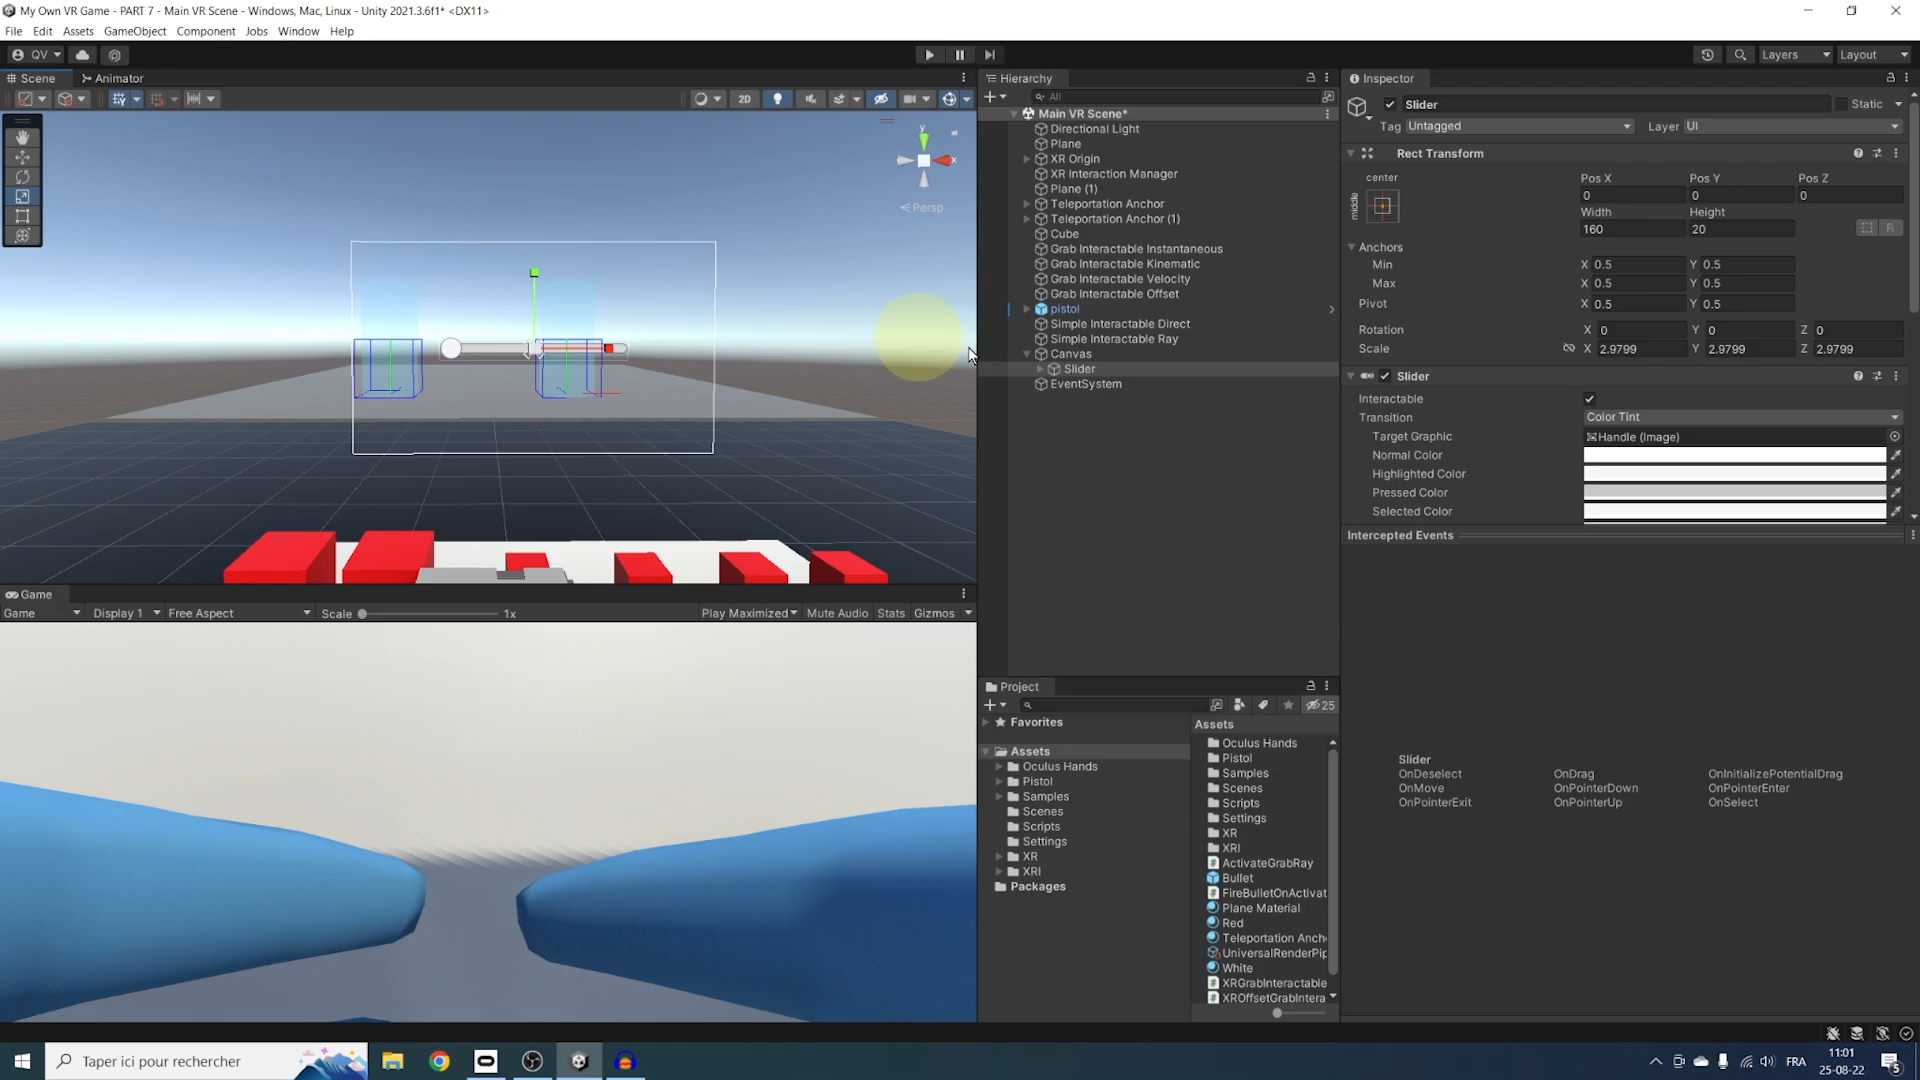 My Own VR Game - PART 7 - Main VR Scene - Windows, Mac, Linux - Unity 2021.3.6f1* <DX11>
File Edit Assets GameObject Component Jobs Window Help
QV Layers Layout
Scene Animator
2D
y
x
Persp
Game
Game Display 1 Free Aspect Scale 1x Play Maximized Mute Audio Stats Gizmos
Hierarchy
All
Main VR Scene*
Directional Light
Plane
XR Origin
XR Interaction Manager
Plane (1)
Teleportation Anchor
Teleportation Anchor (1)
Cube
Grab Interactable Instantaneous
Grab Interactable Kinematic
Grab Interactable Velocity
Grab Interactable Offset
pistol
Simple Interactable Direct
Simple Interactable Ray
Canvas
Slider
EventSystem
Project
25
Favorites
Assets
Oculus Hands
Pistol
Samples
Scenes
Scripts
Settings
XR
XRI
Packages
Assets
Oculus Hands
Pistol
Samples
Scenes
Scripts
Settings
XR
XRI
ActivateGrabRay
Bullet
FireBulletOnActivat
Plane Material
Red
Teleportation Anch
UniversalRenderPip
White
XRGrabInteractable
XROffsetGrabIntera
Inspector
Slider Static
Tag Untagged Layer UI
Rect Transform
center
middle
Pos X Pos Y Pos Z
0 0 0
Width Height
160 20
R
Anchors
Min X 0.5 Y 0.5
Max X 0.5 Y 0.5
Pivot X 0.5 Y 0.5
Rotation X 0 Y 0 Z 0
Scale X 2.9799 Y 2.9799 Z 2.9799
Slider
Interactable
Transition Color Tint
Target Graphic Handle (Image)
Normal Color
Highlighted Color
Pressed Color
Selected Color
Intercepted Events
Slider
OnDeselect OnDrag OnInitializePotentialDrag
OnMove OnPointerDown OnPointerEnter
OnPointerExit OnPointerUp OnSelect
Taper ici pour rechercher
FRA
11:01
25-08-22
5